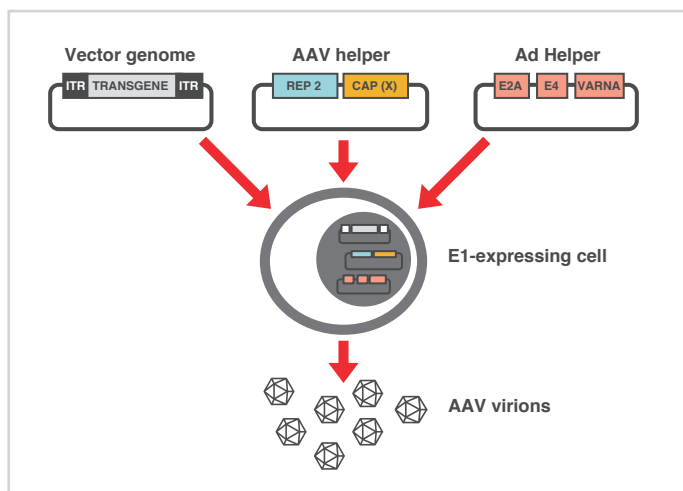 Vector genome
AAV helper
Ad Helper
ITR TRANSGENE ITR
REP 2 CAP (X)
E2A E4 VARNA
E1-expressing cell
AAV virions